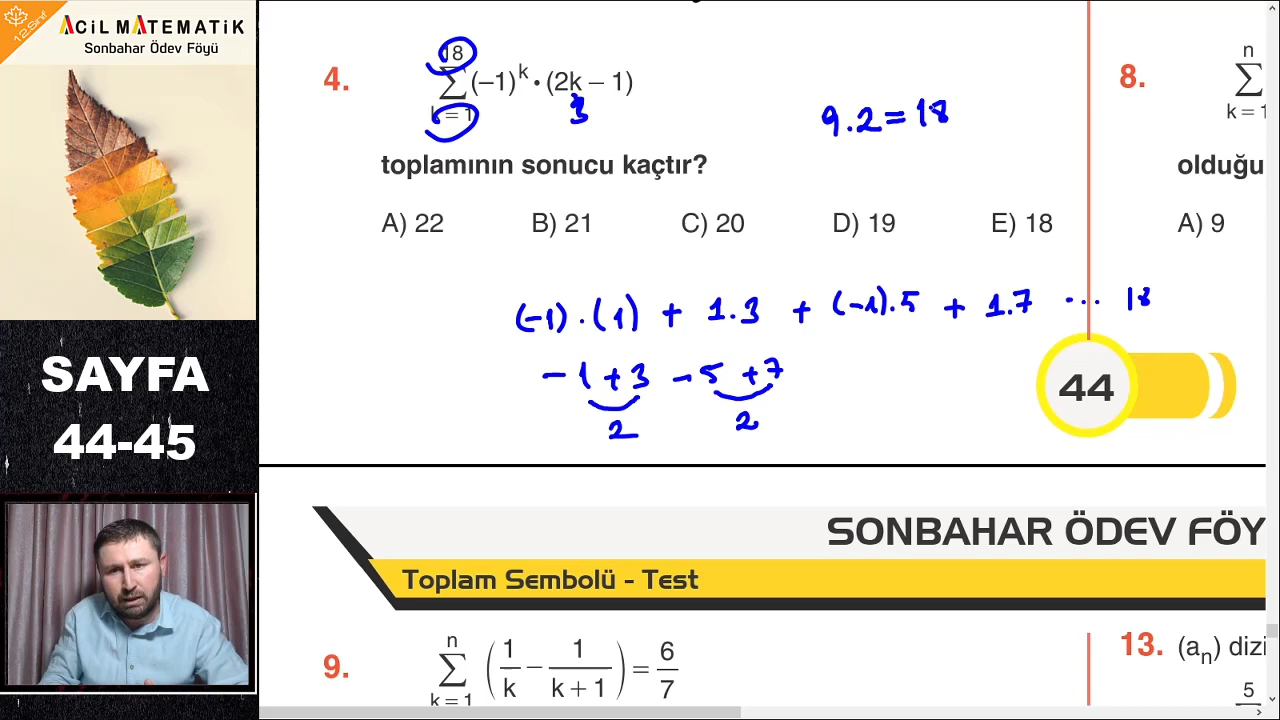 12.Sınıf
ACİL MATEMATİK
Sonbahar Ödev Föyü
SAYFA
44-45
4.
18
∑ (–1)^k • (2k – 1)
k = 1
3
9.2=18
toplamının sonucu kaçtır?
A) 22 B) 21 C) 20 D) 19 E) 18
(-1).(1) + 1.3 + (-1).5 + 1.7 ... 18
-1+3 -5+7
2 2
8.
n
∑
k = 1
olduğu
A) 9
44
SONBAHAR ÖDEV FÖY
Toplam Sembolü - Test
9.
n
∑ (1/k – 1/(k + 1)) = 6/7
k = 1
13. (a_n) dizi
5